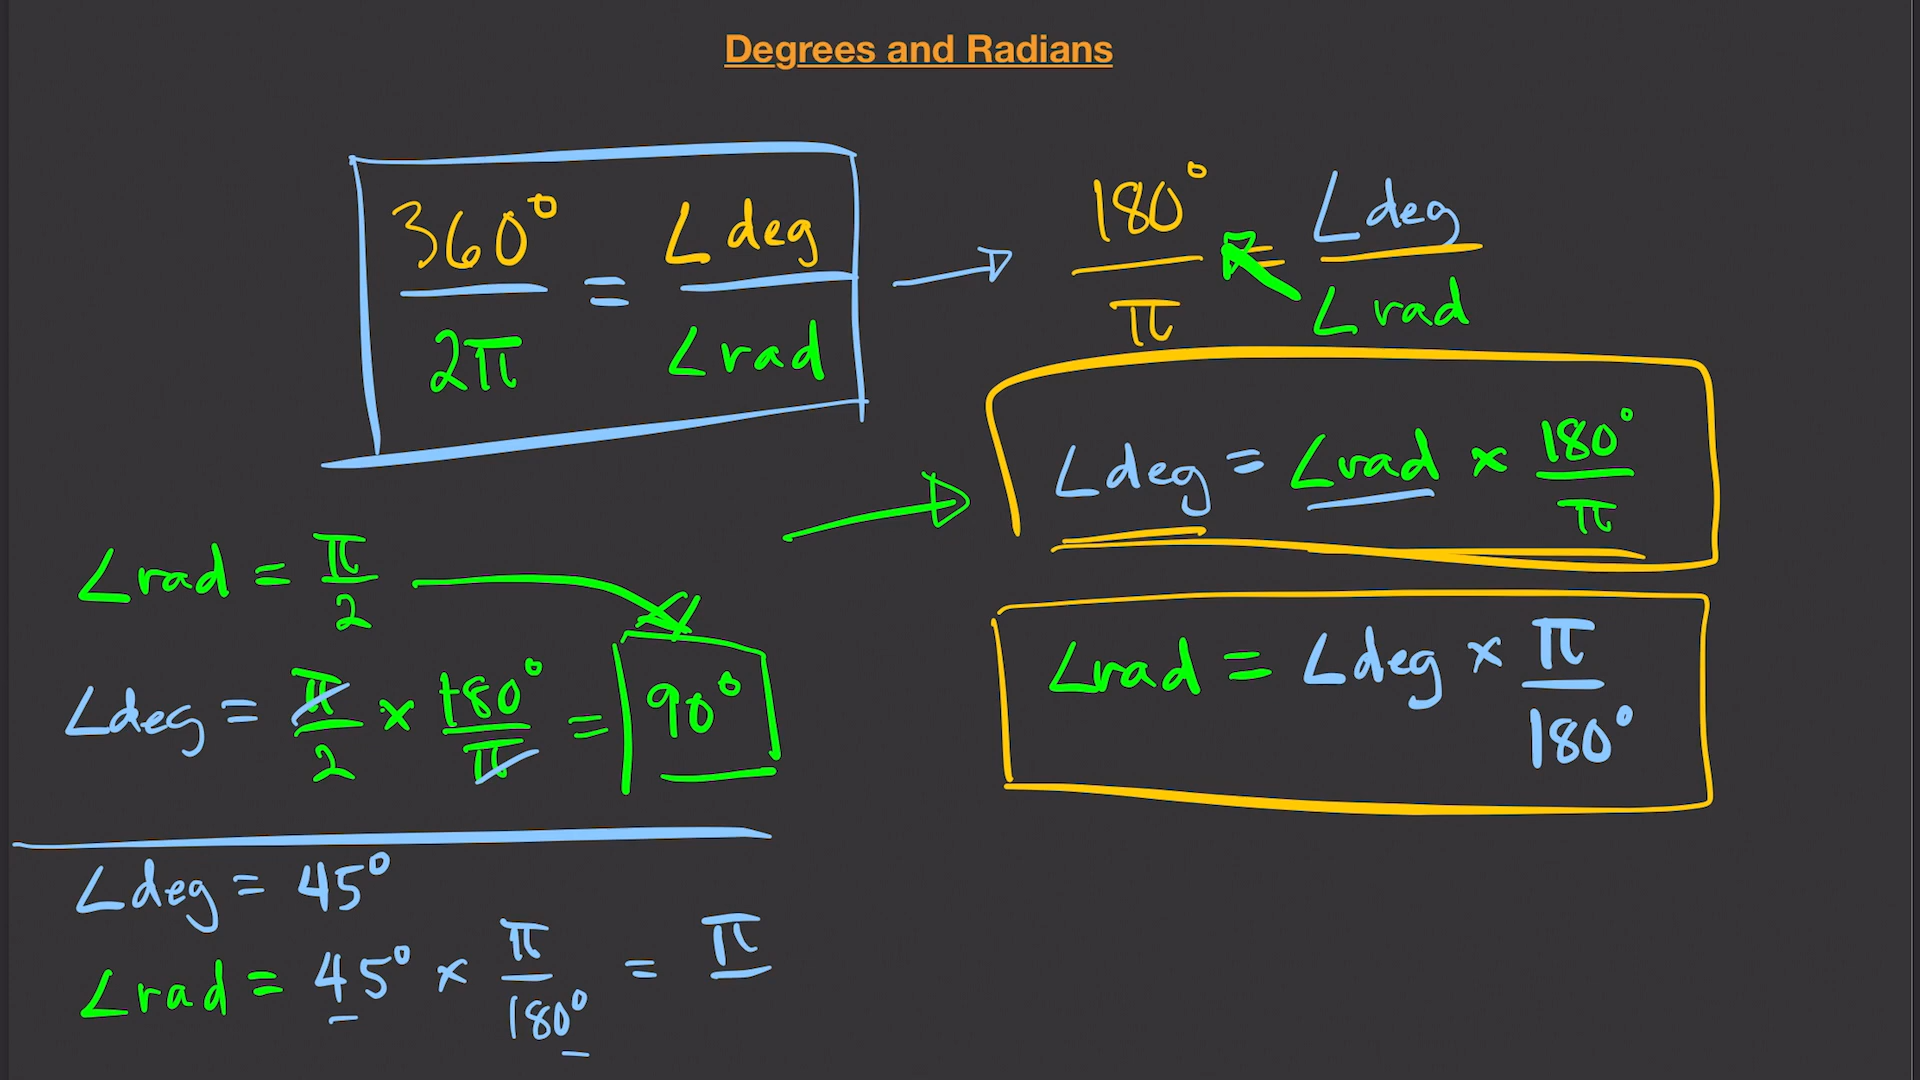 Degrees and Radians
360° / 2π = ∠deg / ∠rad
180° / π = ∠deg / ∠rad
∠deg = ∠rad × 180° / π
∠rad = ∠deg × π / 180°
∠rad = π / 2
∠deg = π / 2 × 180° / π = 90°
∠deg = 45°
∠rad = 45° × π / 180° = π